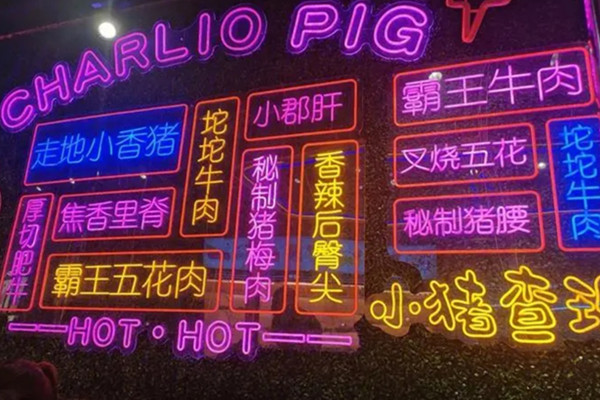 CHARLIO PIG
走地小香猪
坨坨牛肉
小郡肝
霸王牛肉
厚切肥牛
焦香里脊
秘制猪梅肉
香辣后臀尖
叉烧五花
坨坨牛肉
霸王五花肉
秘制猪腰
HOT·HOT
小猪查